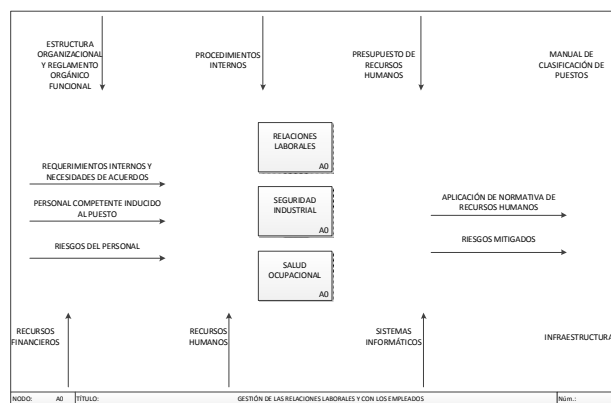 ESTRUCTURA
ORGANIZACIONAL
Y REGLAMENTO
ORGÁNICO
FUNCIONAL
PROCEDIMIENTOS
INTERNOS
PRESUPUESTO DE
RECURSOS
HUMANOS
MANUAL DE
CLASIFICACIÓN DE
PUESTOS
RELACIONES
LABORALES
A0
REQUERIMIENTOS INTERNOS Y
NECESIDADES DE ACUERDOS
PERSONAL COMPETENTE INDUCIDO
AL PUESTO
RIESGOS DEL PERSONAL
SEGURIDAD
INDUSTRIAL
A0
SALUD
OCUPACIONAL
A0
APLICACIÓN DE NORMATIVA DE
RECURSOS HUMANOS
RIESGOS MITIGADOS
RECURSOS
FINANCIEROS
RECURSOS
HUMANOS
SISTEMAS
INFORMÁTICOS
INFRAESTRUCTURA
NODO: A0 TÍTULO: GESTIÓN DE LAS RELACIONES LABORALES Y CON LOS EMPLEADOS Núm.: